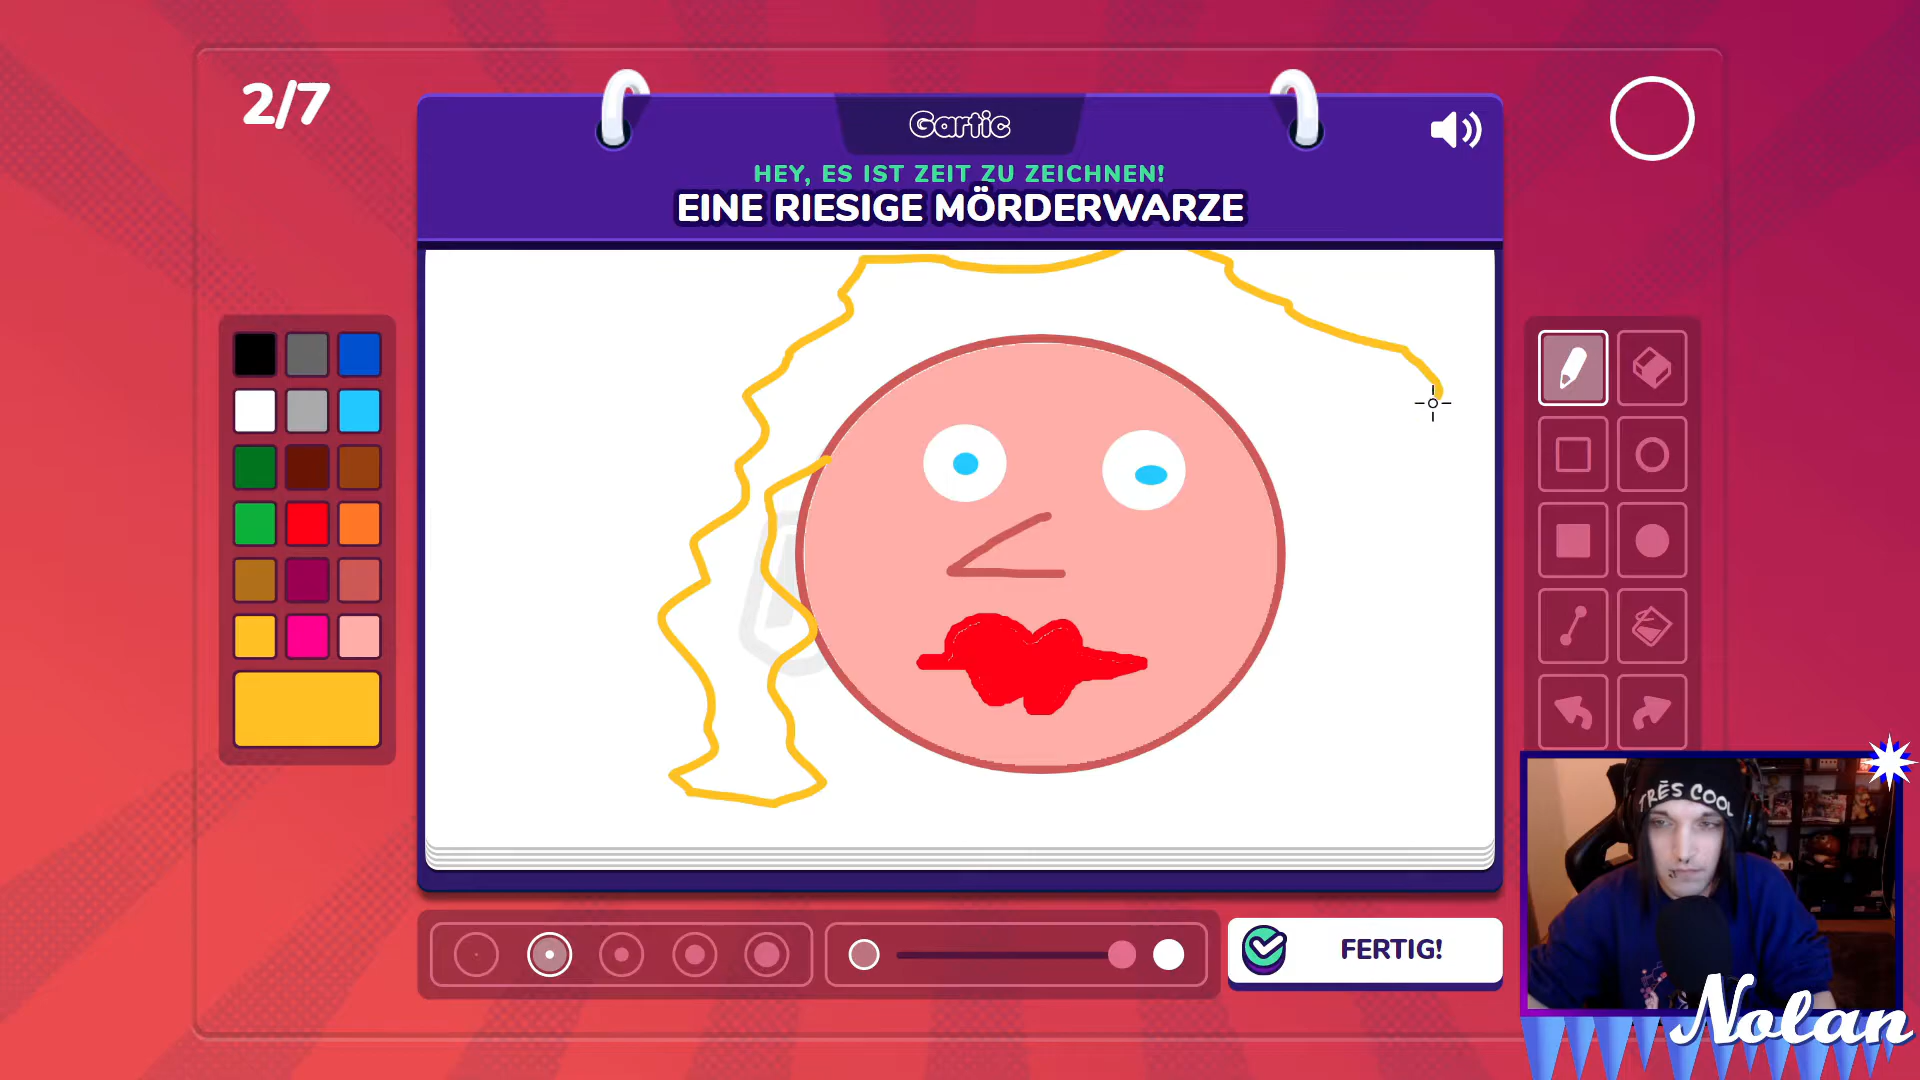 2/7
Gartic
HEY, ES IST ZEIT ZU ZEICHNEN!
EINE RIESIGE MÖRDERWARZE
TRÈS COOL
FERTIG!
Nolan